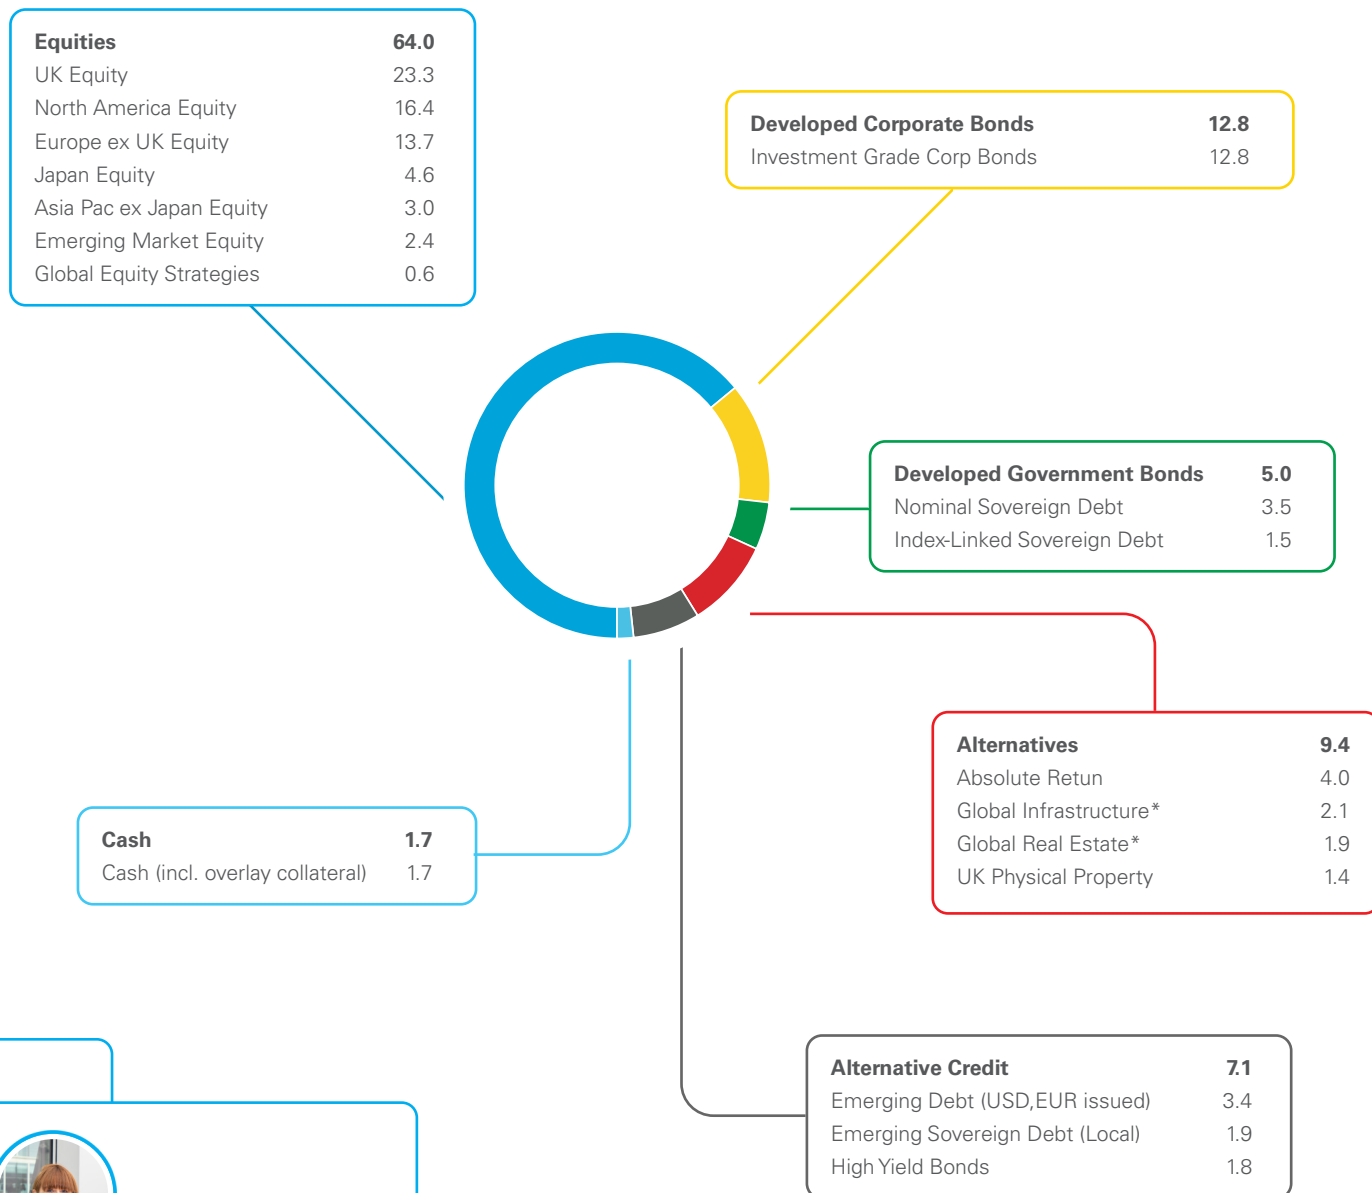 Equities 64.0
UK Equity 23.3
North America Equity 16.4
Europe ex UK Equity 13.7
Japan Equity 4.6
Asia Pac ex Japan Equity 3.0
Emerging Market Equity 2.4
Global Equity Strategies 0.6
Developed Corporate Bonds 12.8
Investment Grade Corp Bonds 12.8
Developed Government Bonds 5.0
Nominal Sovereign Debt 3.5
Index-Linked Sovereign Debt 1.5
Alternatives 9.4
Absolute Retun 4.0
Global Infrastructure* 2.1
Global Real Estate* 1.9
UK Physical Property 1.4
Cash 1.7
Cash (incl. overlay collateral) 1.7
Alternative Credit 7.1
Emerging Debt (USD,EUR issued) 3.4
Emerging Sovereign Debt (Local) 1.9
High Yield Bonds 1.8